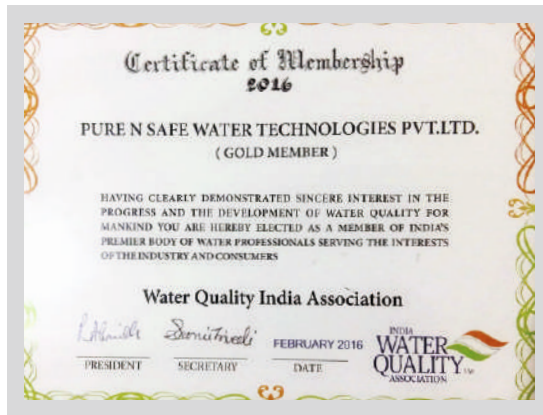 Certificate of Membership
2016
PURE N SAFE WATER TECHNOLOGIES PVT.LTD.
( GOLD MEMBER )
HAVING CLEARLY DEMONSTRATED SINCERE INTEREST IN THE
PROGRESS AND THE DEVELOPMENT OF WATER QUALITY FOR
MANKIND YOU ARE HEREBY ELECTED AS A MEMBER OF INDIA'S
PREMIER BODY OF WATER PROFESSIONALS SERVING THE INTERESTS
OF THE INDUSTRY AND CONSUMERS
Water Quality India Association
FEBRUARY 2016
PRESIDENT SECRETARY DATE
INDIA
WATER
QUALITY
ASSOCIATION